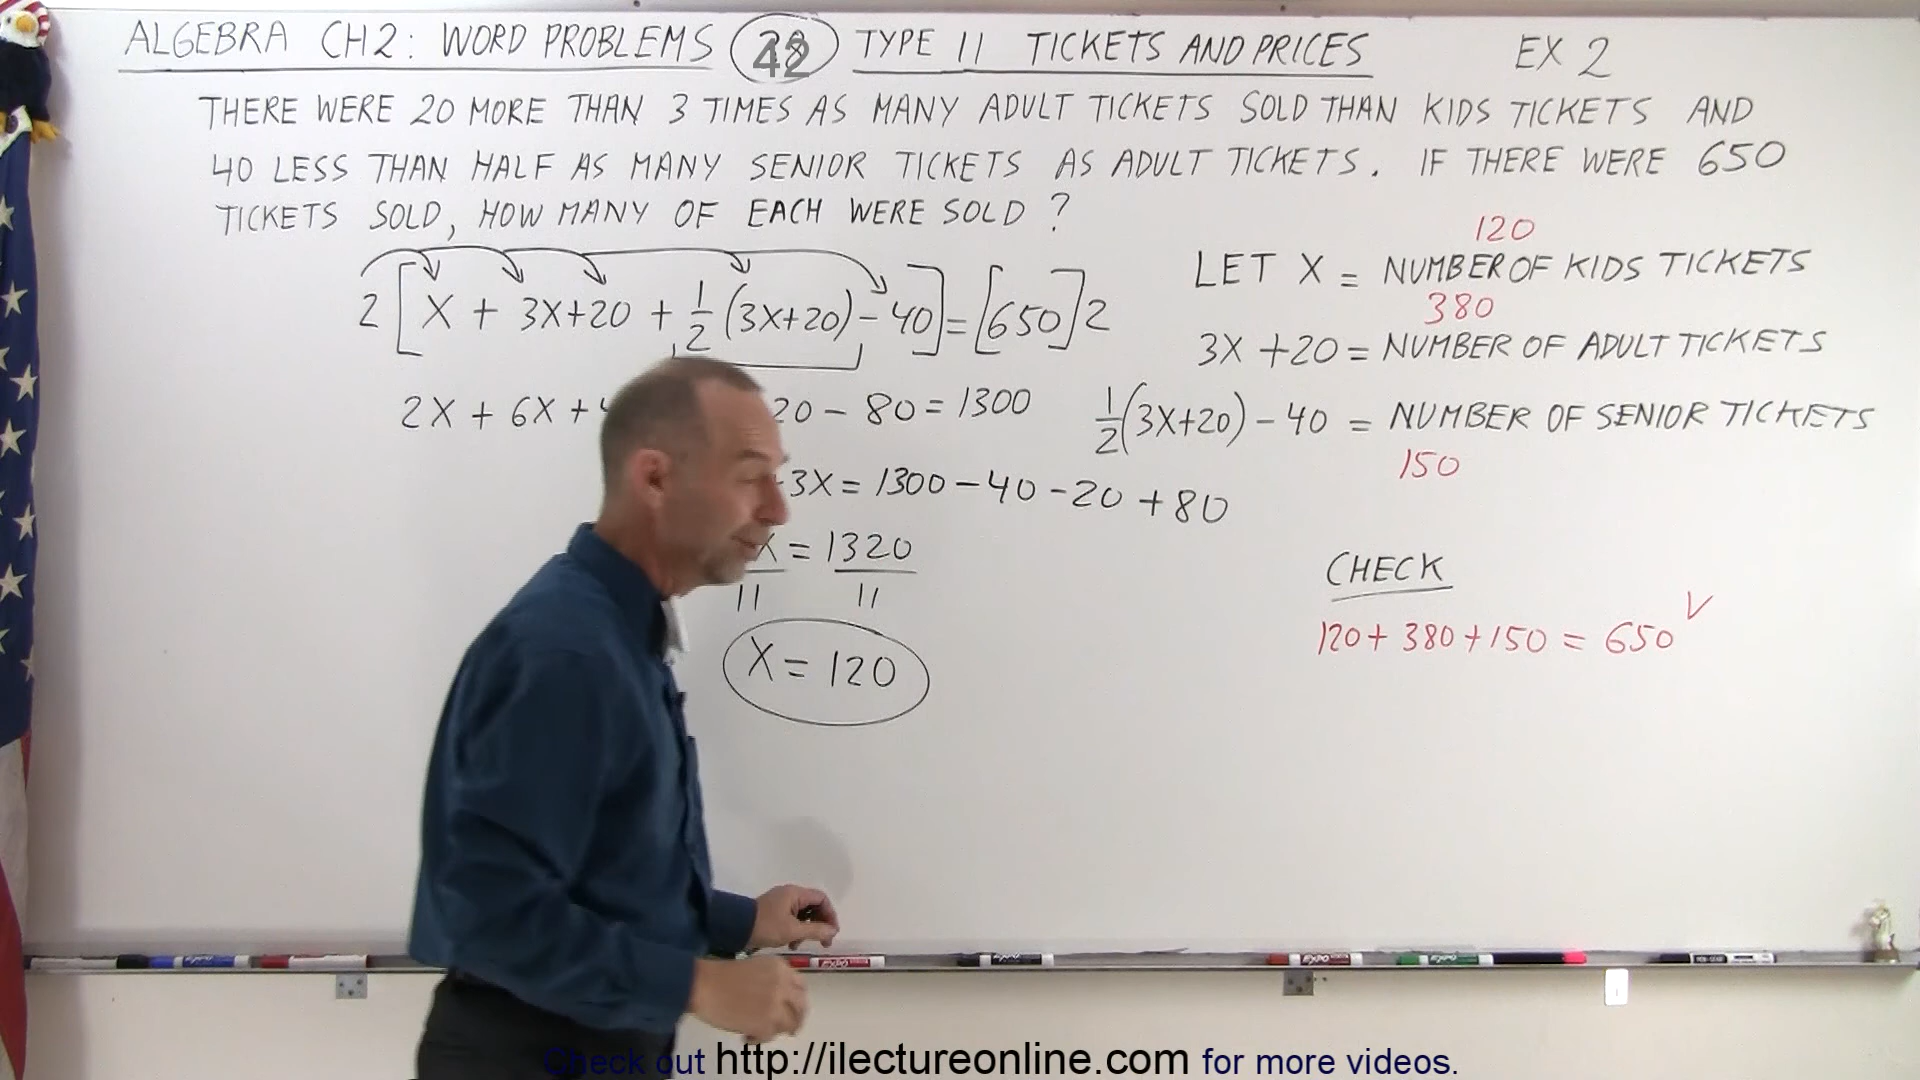 ALGEBRA CH2: WORD PROBLEMS 42 TYPE 11 TICKETS AND PRICES EX 2
THERE WERE 20 MORE THAN 3 TIMES AS MANY ADULT TICKETS SOLD THAN KIDS TICKETS AND
40 LESS THAN HALF AS MANY SENIOR TICKETS AS ADULT TICKETS. IF THERE WERE 650
TICKETS SOLD, HOW MANY OF EACH WERE SOLD ?
2[X + 3X+20 + 1/2 (3X+20) - 40] = [650]2
2X + 6X + 20 - 80 = 1300
3X = 1300 - 40 - 20 + 80
X = 1320
11 11
X = 120
120
LET X = NUMBER OF KIDS TICKETS
380
3X + 20 = NUMBER OF ADULT TICKETS
1/2(3X+20) - 40 = NUMBER OF SENIOR TICKETS
150
CHECK
120 + 380 + 150 = 650 √
Check out http://ilectureonline.com for more videos.